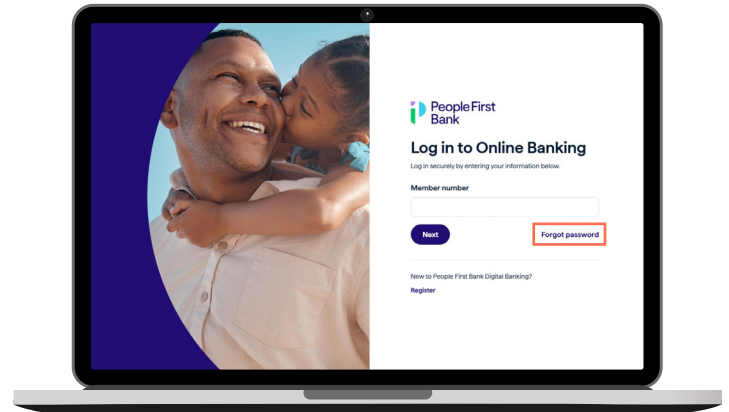 People First
Bank
Log in to Online Banking
Log in securely by entering your information below.
Member number
Next
Forgot password
New to People First Bank Digital Banking?
Register